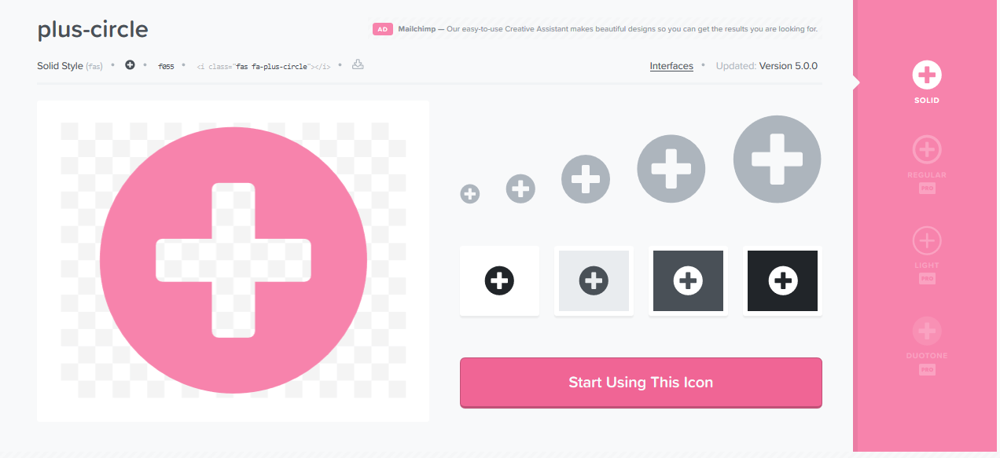 plus-circle
AD Mailchimp — Our easy-to-use Creative Assistant makes beautiful designs so you can get the results you are looking for.
Solid Style (fas) • • f055 • <i class="fas fa-plus-circle"></i> •
Interfaces • Updated: Version 5.0.0
SOLID
REGULAR
PRO
LIGHT
PRO
DUOTONE
PRO
Start Using This Icon